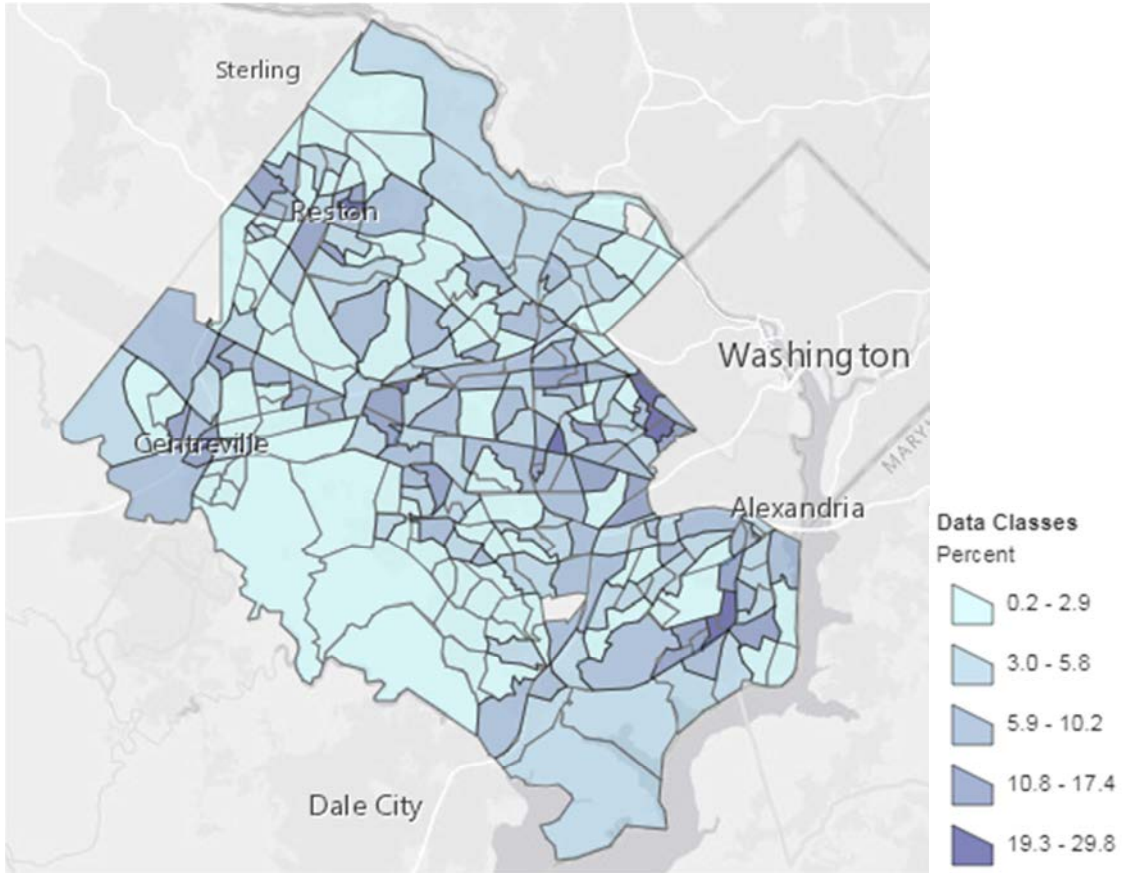 Sterling
Reston
Washington
Centreville
MARY
Alexandria
Dale City
Data Classes
Percent
0.2 - 2.9
3.0 - 5.8
5.9 - 10.2
10.8 - 17.4
19.3 - 29.8